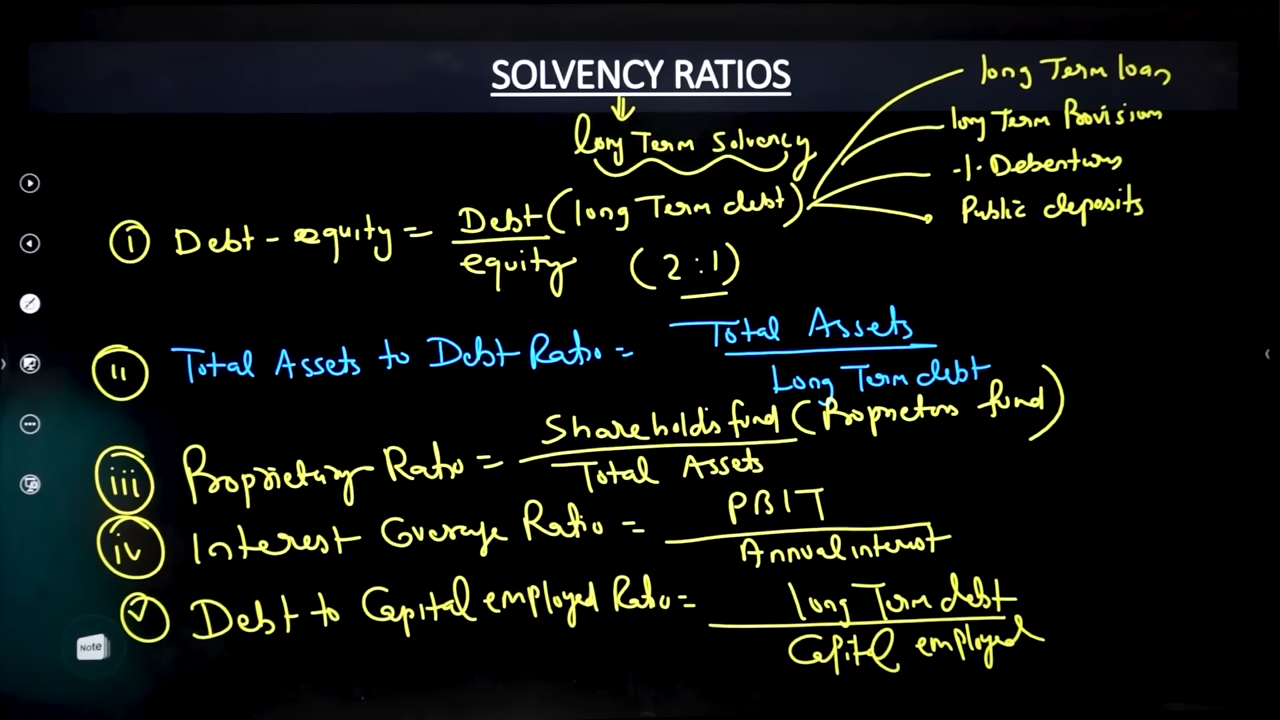 SOLVENCY RATIOS
long Term Solvency
long Term loan
long Term Provision
-/- Debentures
Public deposits
(i) Debt - equity = Debt (long Term debt) / equity (2:1)
(ii) Total Assets to Debt Ratio = Total Assets / Long Term debt
(iii) Proprietary Ratio = Shareholds fund (Proprietors fund) / Total Assets
(iv) Interest Coverage Ratio = PBIT / Annual interest
(v) Debt to Capital employed Ratio = long Term debt / Capital employed
Note